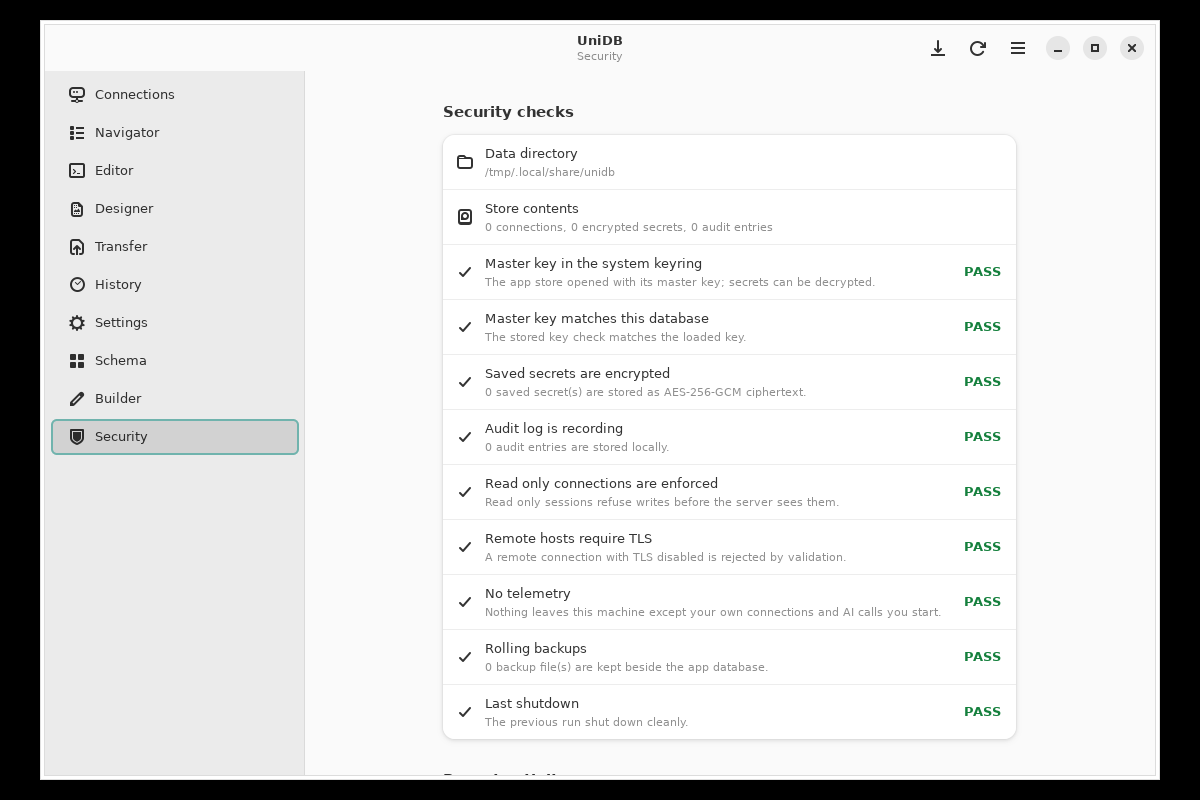 UniDB
Security
Connections
Navigator
Editor
Designer
Transfer
History
Settings
Schema
Builder
Security
Security checks
Data directory
/tmp/.local/share/unidb
Store contents
0 connections, 0 encrypted secrets, 0 audit entries
Master key in the system keyring
The app store opened with its master key; secrets can be decrypted.
PASS
Master key matches this database
The stored key check matches the loaded key.
PASS
Saved secrets are encrypted
0 saved secret(s) are stored as AES-256-GCM ciphertext.
PASS
Audit log is recording
0 audit entries are stored locally.
PASS
Read only connections are enforced
Read only sessions refuse writes before the server sees them.
PASS
Remote hosts require TLS
A remote connection with TLS disabled is rejected by validation.
PASS
No telemetry
Nothing leaves this machine except your own connections and AI calls you start.
PASS
Rolling backups
0 backup file(s) are kept beside the app database.
PASS
Last shutdown
The previous run shut down cleanly.
PASS